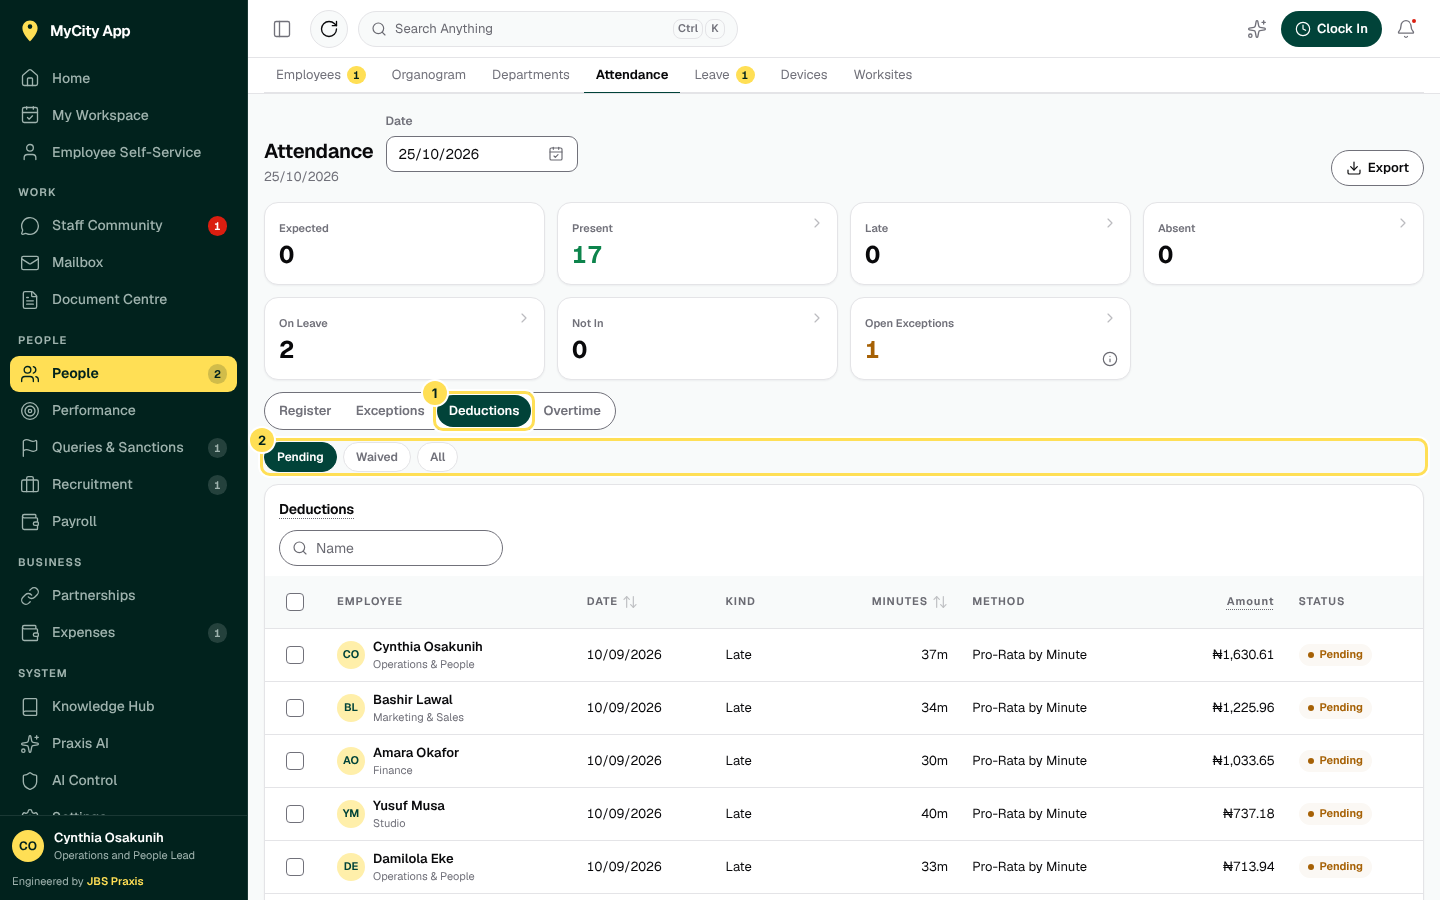 MyCity App
Home
My Workspace
Employee Self-Service
WORK
Staff Community 1
Mailbox
Document Centre
PEOPLE
People 2
Performance
Queries & Sanctions 1
Recruitment 1
Payroll
BUSINESS
Partnerships
Expenses 1
SYSTEM
Knowledge Hub
Praxis AI
AI Control
CO Cynthia Osakunih
Operations and People Lead
Engineered by JBS Praxis
Search Anything Ctrl K
Clock In
Employees 1 Organogram Departments Attendance Leave 1 Devices Worksites
Date
Attendance 25/10/2026
25/10/2026
Export
Expected
0
Present
17
Late
0
Absent
0
On Leave
2
Not In
0
Open Exceptions
1
1
Register Exceptions Deductions Overtime
2
Pending Waived All
Deductions
Name
EMPLOYEE DATE KIND MINUTES METHOD Amount STATUS
CO Cynthia Osakunih 10/09/2026 Late 37m Pro-Rata by Minute ₦1,630.61 Pending
Operations & People
BL Bashir Lawal 10/09/2026 Late 34m Pro-Rata by Minute ₦1,225.96 Pending
Marketing & Sales
AO Amara Okafor 10/09/2026 Late 30m Pro-Rata by Minute ₦1,033.65 Pending
Finance
YM Yusuf Musa 10/09/2026 Late 40m Pro-Rata by Minute ₦737.18 Pending
Studio
DE Damilola Eke 10/09/2026 Late 33m Pro-Rata by Minute ₦713.94 Pending
Operations & People